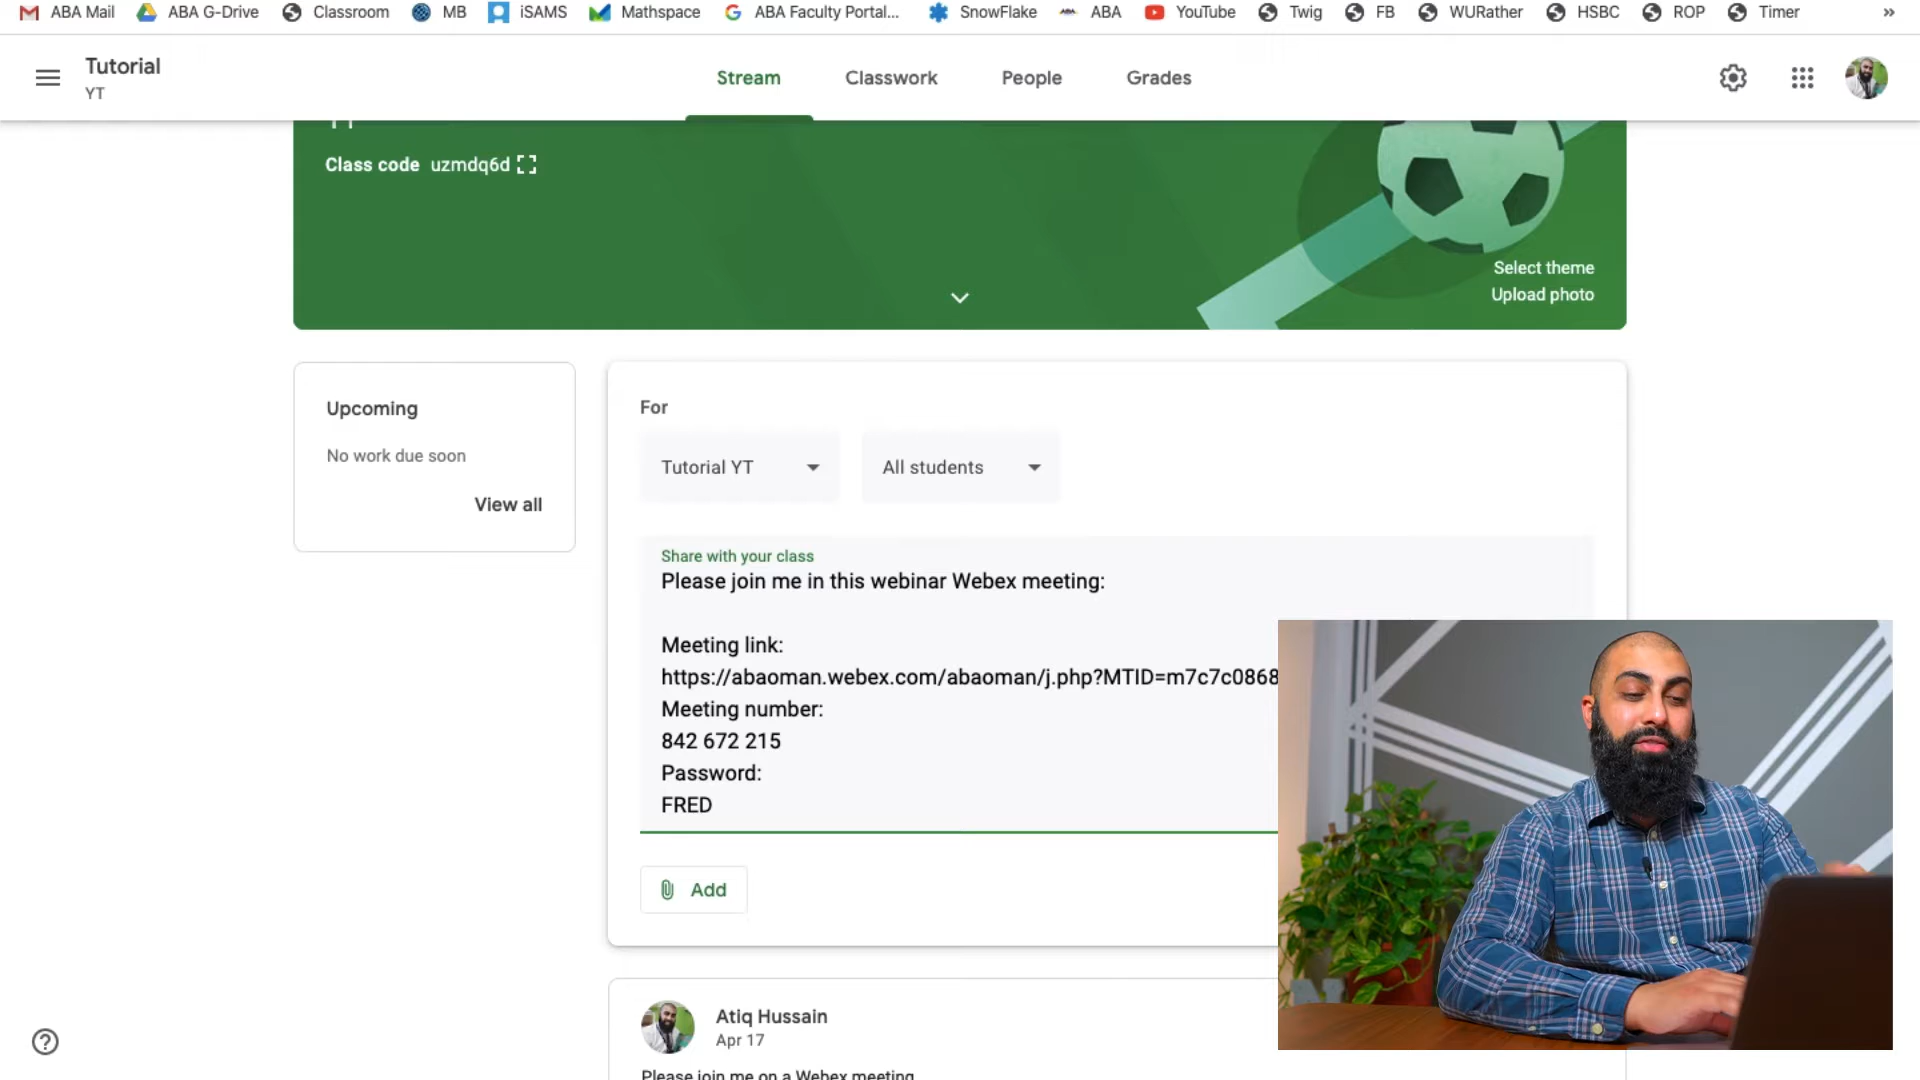 ABA Mail ABA G-Drive Classroom MB iSAMS Mathspace ABA Faculty Portal... SnowFlake ABA YouTube Twig FB WURather HSBC ROP Timer »
Tutorial
YT
Stream Classwork People Grades
Class code uzmdq6d
Select theme
Upload photo
Upcoming
No work due soon
View all
For
Tutorial YT All students
Share with your class
Please join me in this webinar Webex meeting:
Meeting link:
https://abaoman.webex.com/abaoman/j.php?MTID=m7c7c0868
Meeting number:
842 672 215
Password:
FRED
Add
Atiq Hussain
Apr 17
Please join me on a Webex meeting